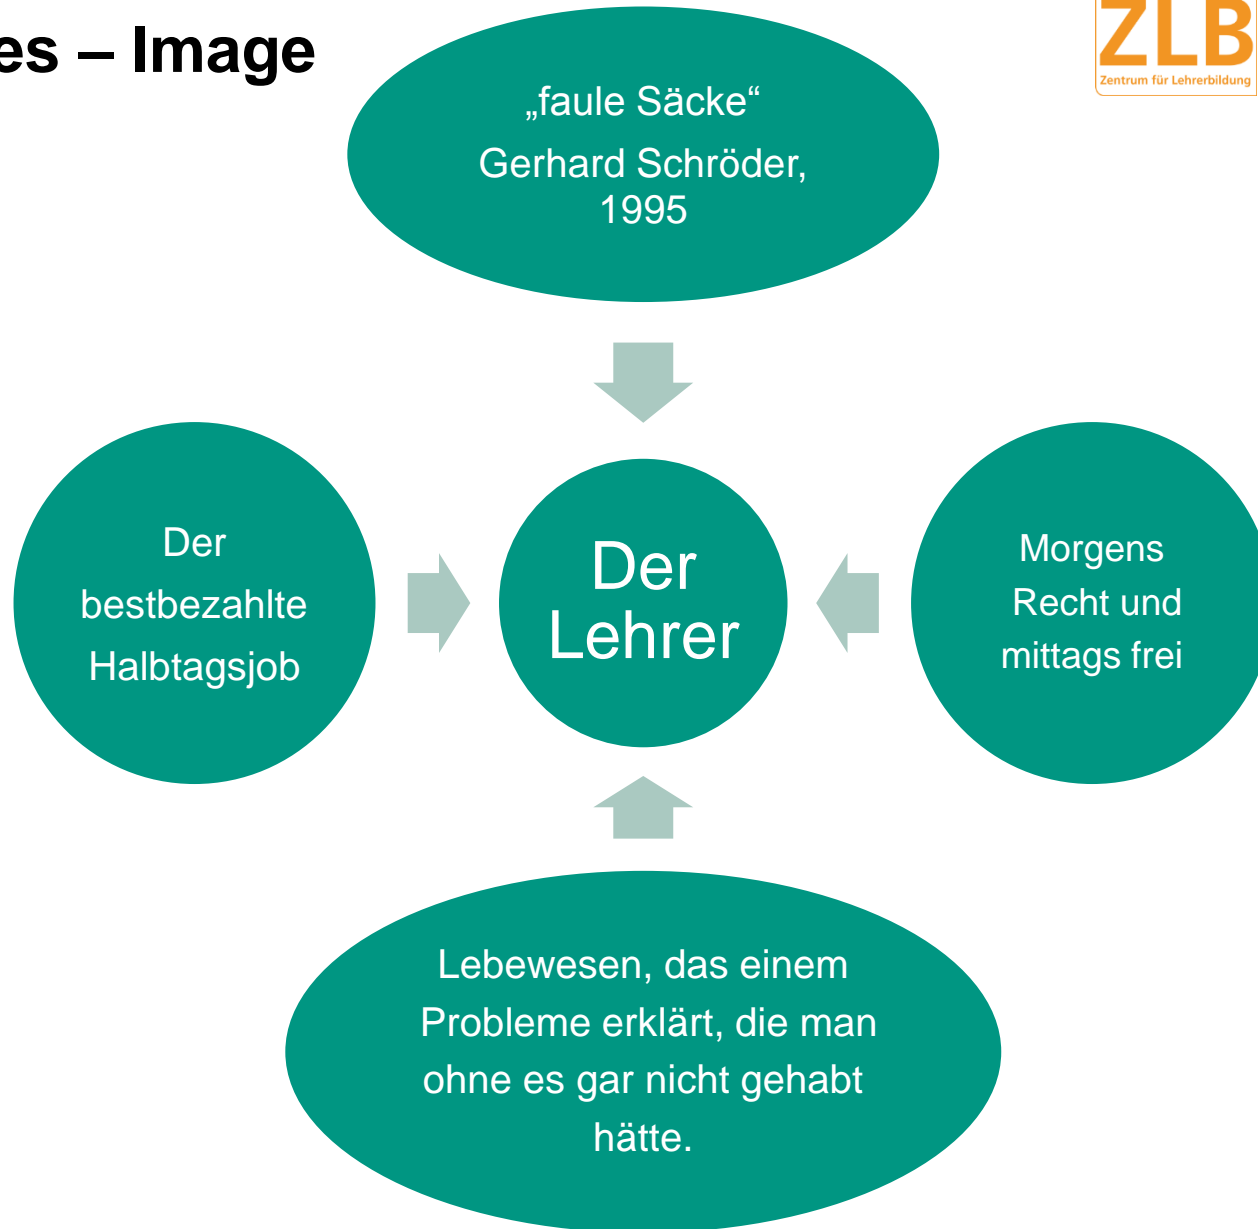 es – Image
ZLB
Zentrum für Lehrerbildung
„faule Säcke“
Gerhard Schröder,
1995
Der
bestbezahlte
Halbtagsjob
Der
Lehrer
Morgens
Recht und
mittags frei
Lebewesen, das einem
Probleme erklärt, die man
ohne es gar nicht gehabt
hätte.